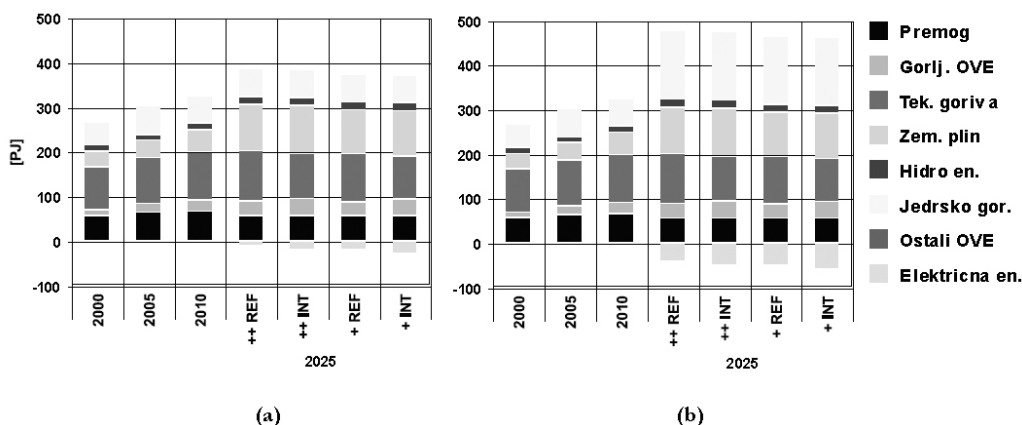 500
400
300
200
100
0
-100
[PJ]
2000
2005
2010
++ REF
++ INT
+ REF
+ INT
2025
(a)
500
400
300
200
100
0
-100
2000
2005
2010
++ REF
++ INT
+ REF
+ INT
2025
(b)
Premog
Gorlj. OVE
Tek. goriva
Zem. plin
Hidro en.
Jedrsko gor.
Ostali OVE
Elektricna en.